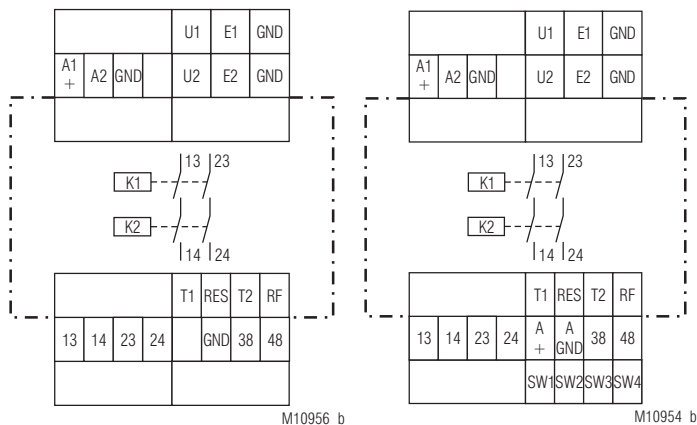 U1 E1 GND
A1 + A2 GND U2 E2 GND
13 23
K1
K2
14 24
T1 RES T2 RF
13 14 23 24 GND 38 48
M10956 b
U1 E1 GND
A1 + A2 GND U2 E2 GND
13 23
K1
K2
14 24
T1 RES T2 RF
13 14 23 24 A + A GND 38 48
SW1 SW2 SW3 SW4
M10954 b